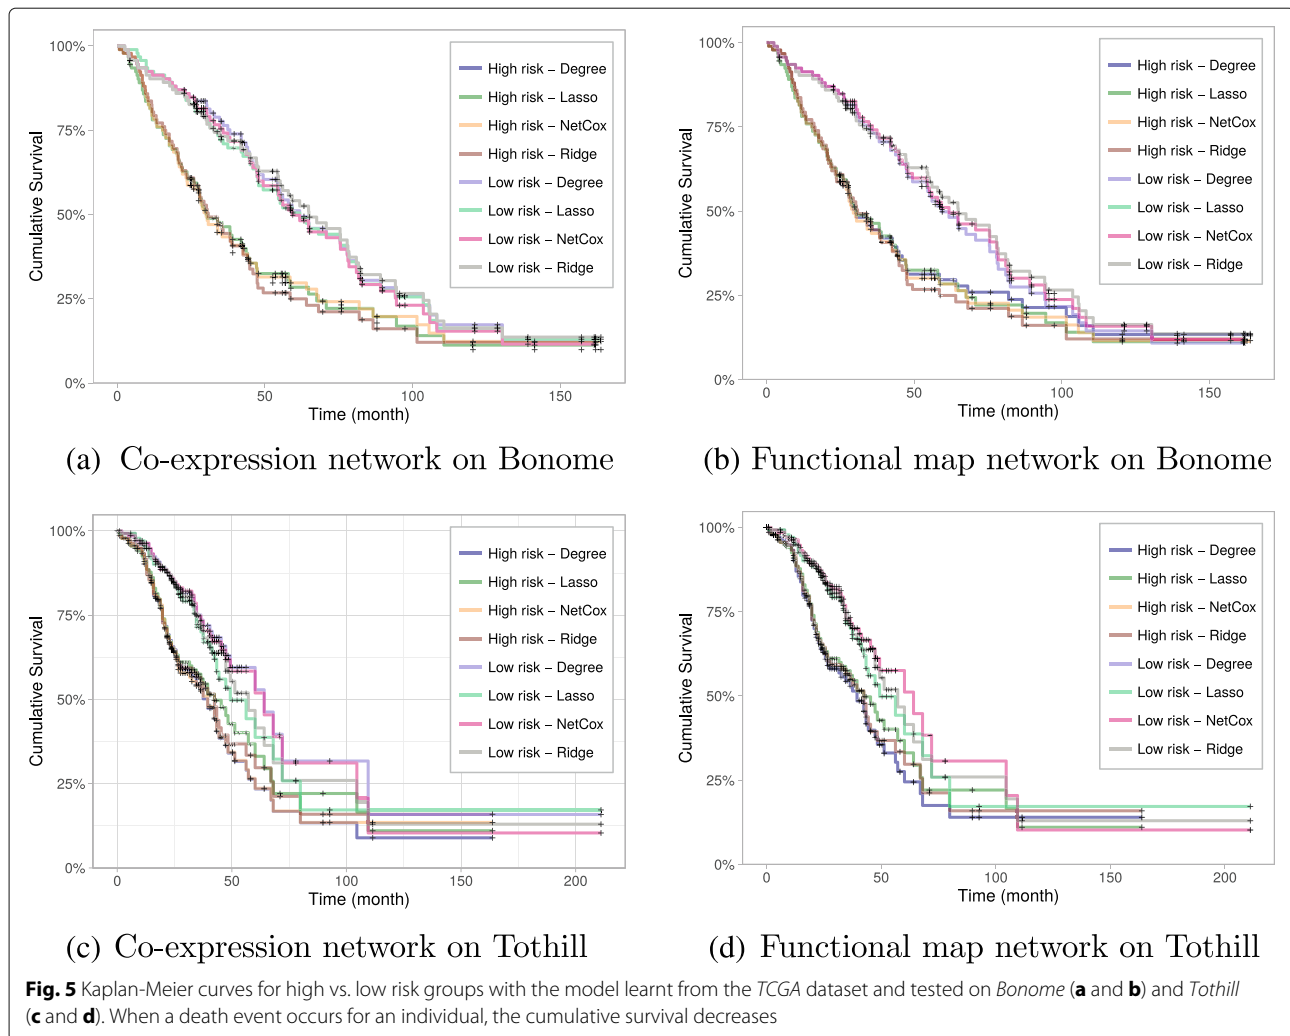 100%
75%
50%
25%
0%
Cumulative Survival
0 50 100 150
Time (month)
High risk – Degree
High risk – Lasso
High risk – NetCox
High risk – Ridge
Low risk – Degree
Low risk – Lasso
Low risk – NetCox
Low risk – Ridge
(a) Co-expression network on Bonome
100%
75%
50%
25%
0%
Cumulative Survival
0 50 100 150
Time (month)
High risk – Degree
High risk – Lasso
High risk – NetCox
High risk – Ridge
Low risk – Degree
Low risk – Lasso
Low risk – NetCox
Low risk – Ridge
(b) Functional map network on Bonome
100%
75%
50%
25%
0%
Cumulative Survival
0 50 100 150 200
Time (month)
High risk – Degree
High risk – Lasso
High risk – NetCox
High risk – Ridge
Low risk – Degree
Low risk – Lasso
Low risk – NetCox
Low risk – Ridge
(c) Co-expression network on Tothill
100%
75%
50%
25%
0%
Cumulative Survival
0 50 100 150 200
Time (month)
High risk – Degree
High risk – Lasso
High risk – NetCox
High risk – Ridge
Low risk – Degree
Low risk – Lasso
Low risk – NetCox
Low risk – Ridge
(d) Functional map network on Tothill
Fig. 5 Kaplan-Meier curves for high vs. low risk groups with the model learnt from the TCGA dataset and tested on Bonome (a and b) and Tothill
(c and d). When a death event occurs for an individual, the cumulative survival decreases